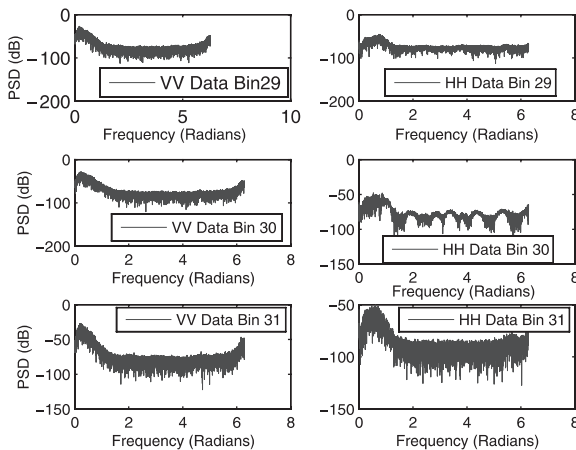 0
−100
−200
PSD (dB)
VV Data Bin29
0 5 10
Frequency (Radians)
0
−100
−200
HH Data Bin 29
0 2 4 6 8
Frequency (Radians)
0
−100
−200
PSD (dB)
VV Data Bin 30
0 2 4 6 8
Frequency (Radians)
0
−50
−100
−150
HH Data Bin 30
0 2 4 6 8
Frequency (Radians)
0
−50
−100
−150
PSD (dB)
VV Data Bin 31
0 2 4 6 8
Frequency (Radians)
−50
−100
−150
HH Data Bin 31
0 2 4 6 8
Frequency (Radians)